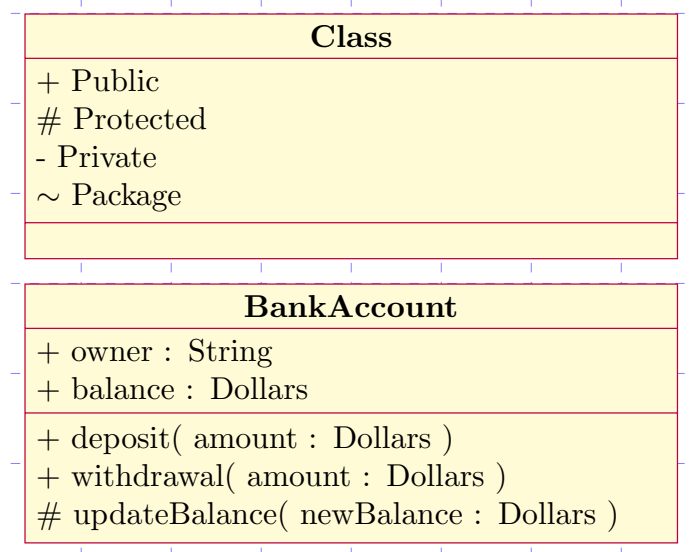 Class
+ Public
# Protected
- Private
∼ Package
BankAccount
+ owner : String
+ balance : Dollars
+ deposit( amount : Dollars )
+ withdrawal( amount : Dollars )
# updateBalance( newBalance : Dollars )